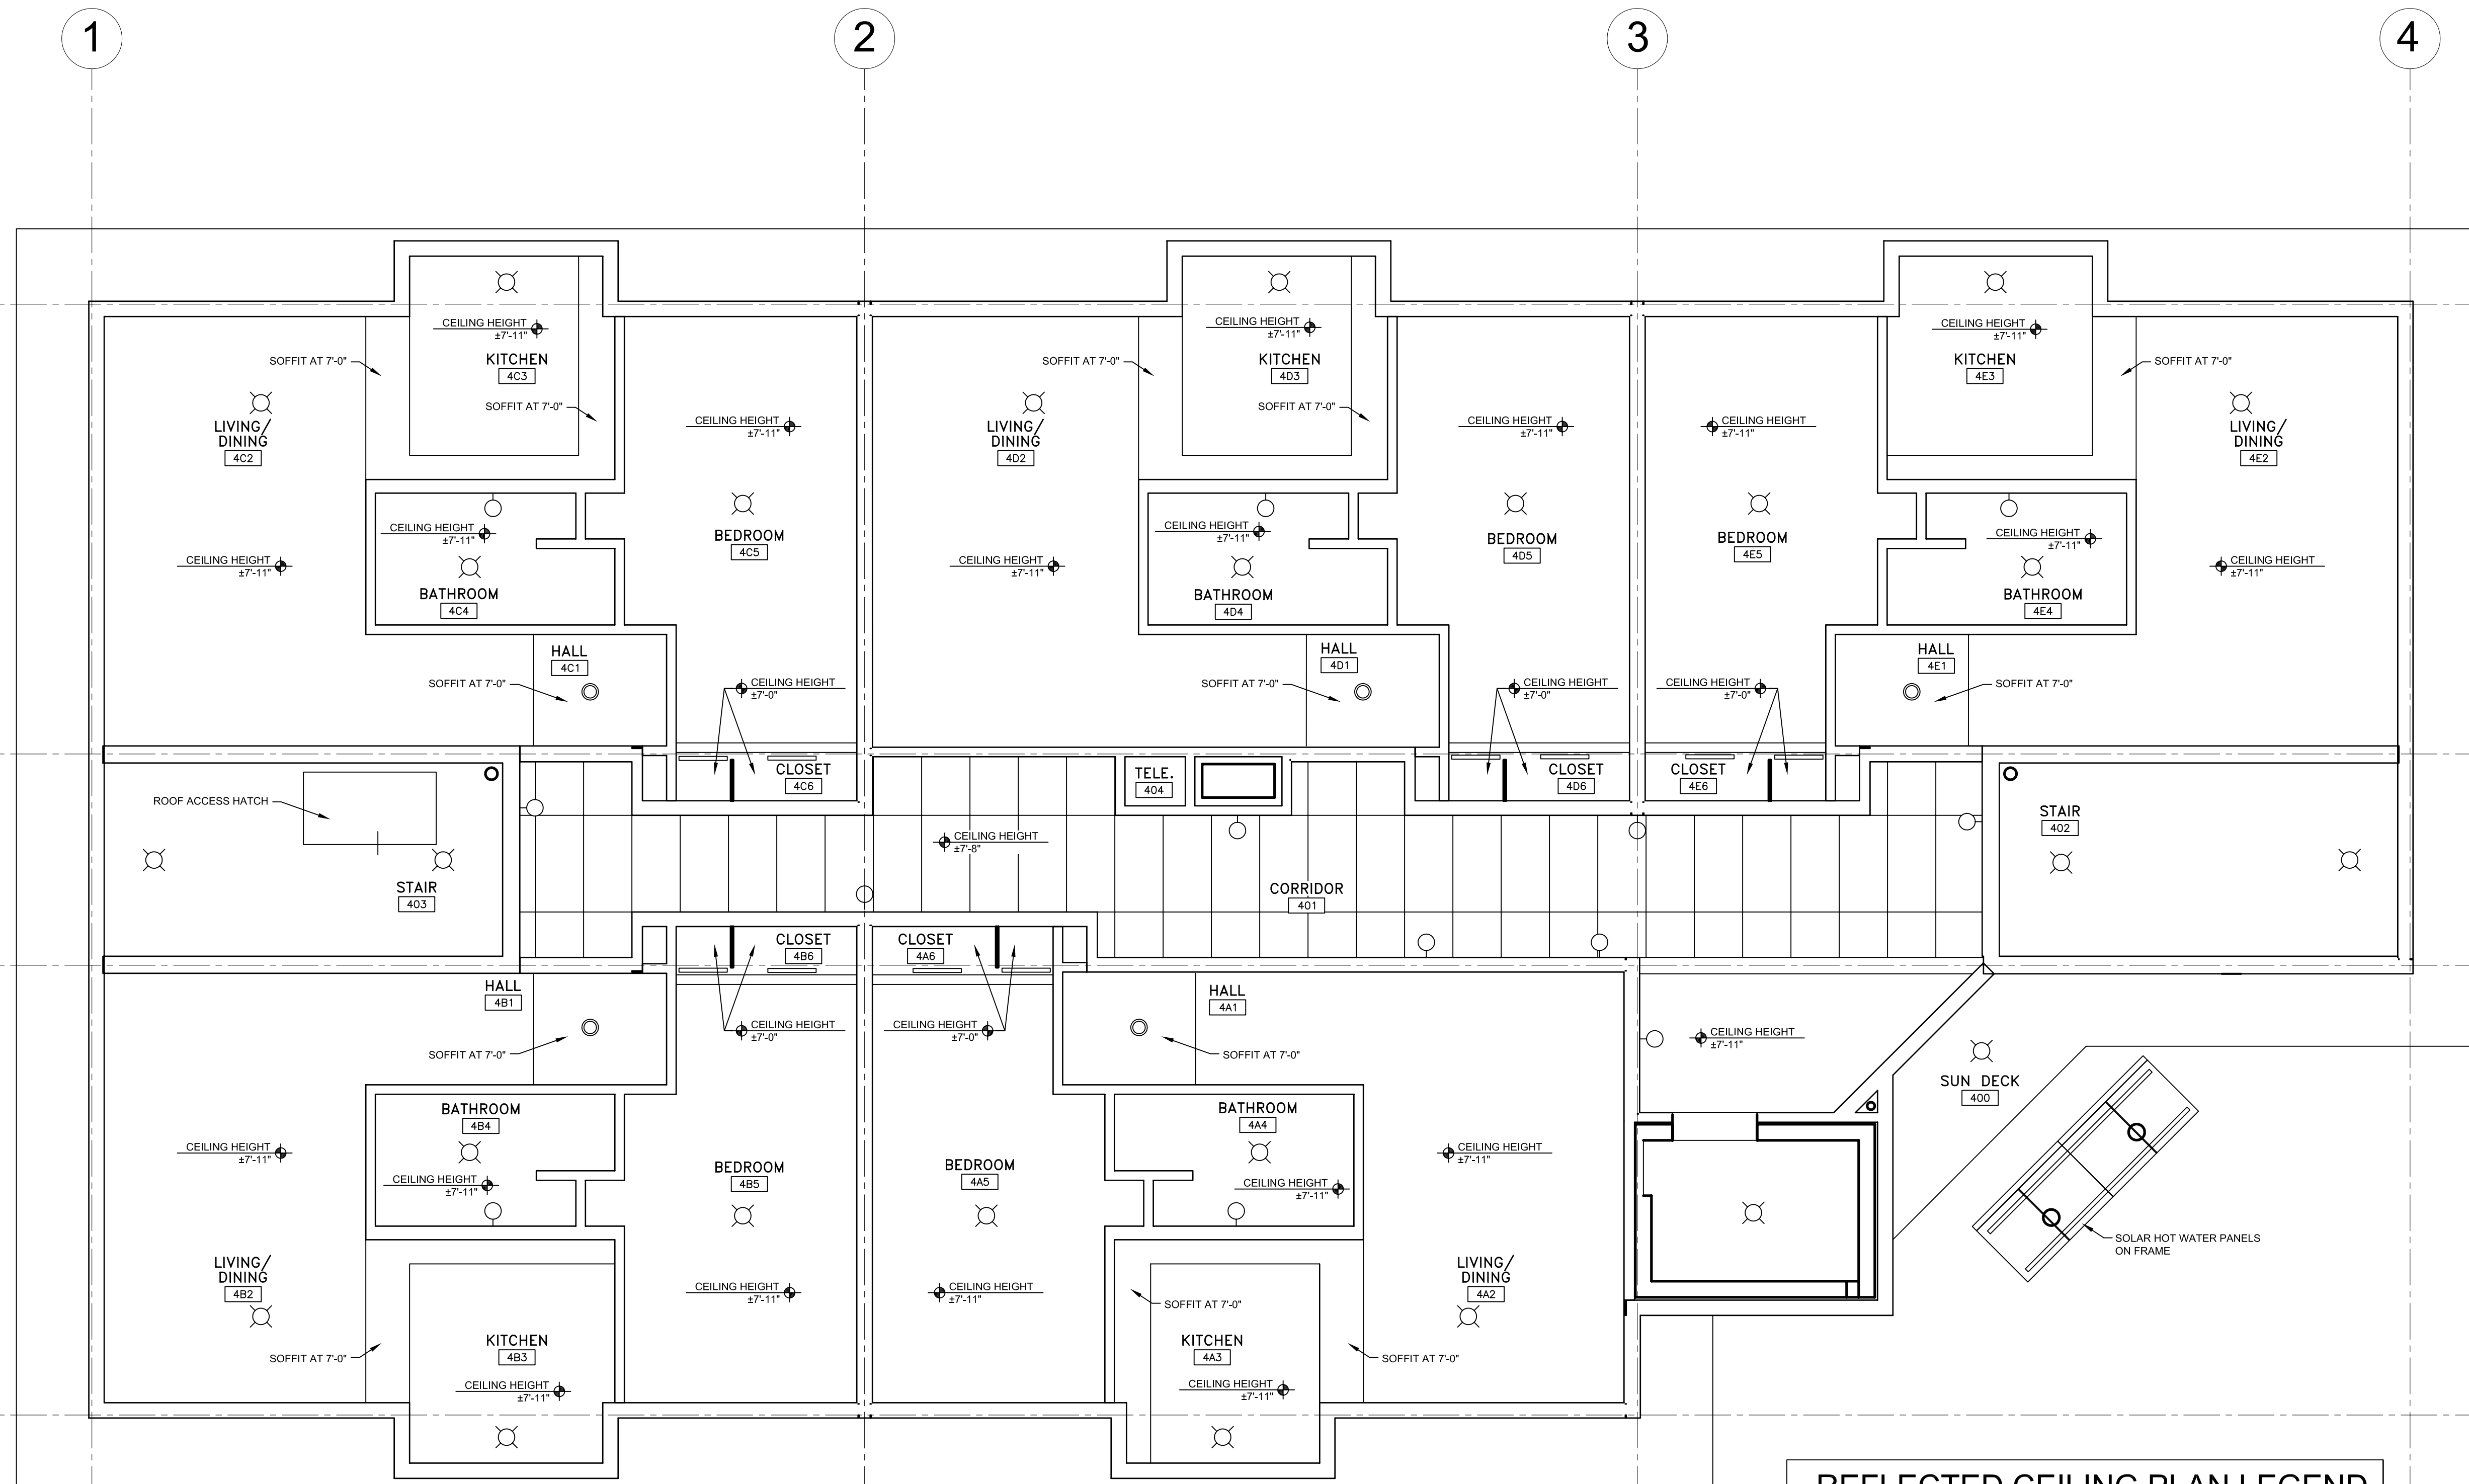 1
2
3
4
CEILING HEIGHT
±7'-11"
KITCHEN
4C3
SOFFIT AT 7'-0"
SOFFIT AT 7'-0"
LIVING/
DINING
4C2
CEILING HEIGHT
±7'-11"
CEILING HEIGHT
±7'-11"
BATHROOM
4C4
CEILING HEIGHT
±7'-11"
BEDROOM
4C5
HALL
4C1
SOFFIT AT 7'-0"
CEILING HEIGHT
±7'-0"
CLOSET
4C6
CEILING HEIGHT
±7'-11"
KITCHEN
4D3
SOFFIT AT 7'-0"
SOFFIT AT 7'-0"
LIVING/
DINING
4D2
CEILING HEIGHT
±7'-11"
CEILING HEIGHT
±7'-11"
BATHROOM
4D4
CEILING HEIGHT
±7'-11"
BEDROOM
4D5
HALL
4D1
SOFFIT AT 7'-0"
CEILING HEIGHT
±7'-0"
CLOSET
4D6
CEILING HEIGHT
±7'-11"
KITCHEN
4E3
SOFFIT AT 7'-0"
LIVING/
DINING
4E2
CEILING HEIGHT
±7'-11"
BEDROOM
4E5
CEILING HEIGHT
±7'-11"
BATHROOM
4E4
CEILING HEIGHT
±7'-11"
HALL
4E1
SOFFIT AT 7'-0"
CEILING HEIGHT
±7'-0"
CLOSET
4E6
ROOF ACCESS HATCH
STAIR
403
TELE.
404
CEILING HEIGHT
±7'-8"
CORRIDOR
401
STAIR
402
CLOSET
4B6
CLOSET
4A6
HALL
4B1
SOFFIT AT 7'-0"
CEILING HEIGHT
±7'-0"
CEILING HEIGHT
±7'-0"
HALL
4A1
SOFFIT AT 7'-0"
CEILING HEIGHT
±7'-11"
SUN DECK
400
BATHROOM
4B4
CEILING HEIGHT
±7'-11"
CEILING HEIGHT
±7'-11"
BEDROOM
4B5
CEILING HEIGHT
±7'-11"
LIVING/
DINING
4B2
SOFFIT AT 7'-0"
KITCHEN
4B3
CEILING HEIGHT
±7'-11"
BEDROOM
4A5
CEILING HEIGHT
±7'-11"
BATHROOM
4A4
CEILING HEIGHT
±7'-11"
CEILING HEIGHT
±7'-11"
LIVING/
DINING
4A2
SOFFIT AT 7'-0"
KITCHEN
4A3
SOFFIT AT 7'-0"
CEILING HEIGHT
±7'-11"
SOLAR HOT WATER PANELS
ON FRAME
REFLECTED CEILING PLAN LEGEND